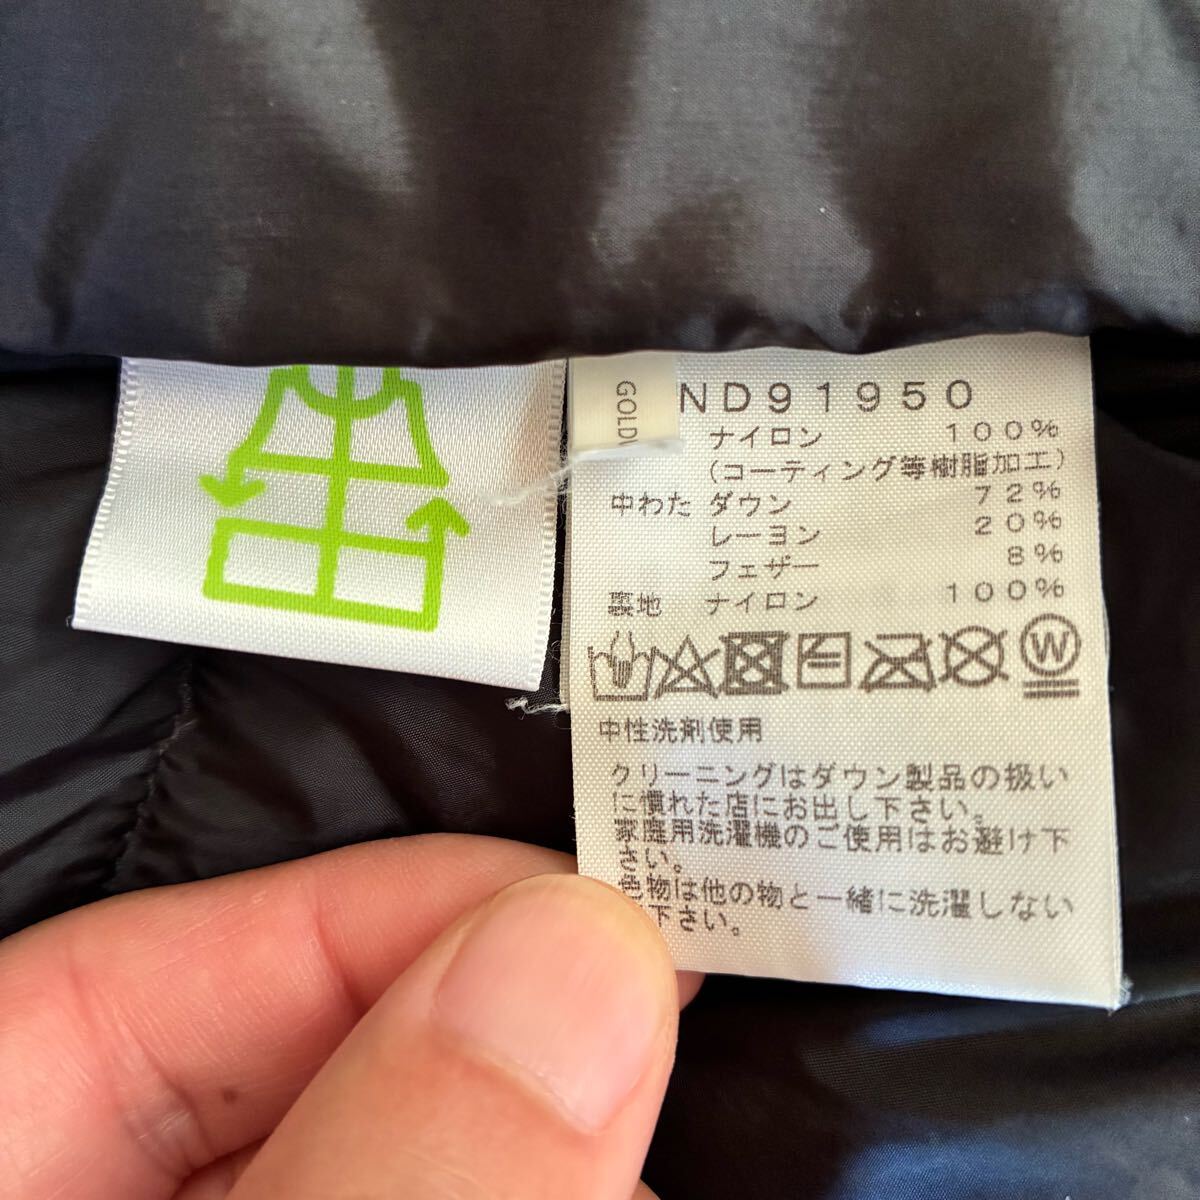 GOLDW
ND91950
ナイロン 100%
(コーティング等樹脂加工)
中わた ダウン 72%
レーヨン 20%
フェザー 8%
裏地 ナイロン 100%
W
中性洗剤使用
クリーニングはダウン製品の扱い
に慣れた店にお出し下さい。
家庭用洗濯機のご使用はお避け下
さい。
色物は他の物と一緒に洗濯しない
下さい。